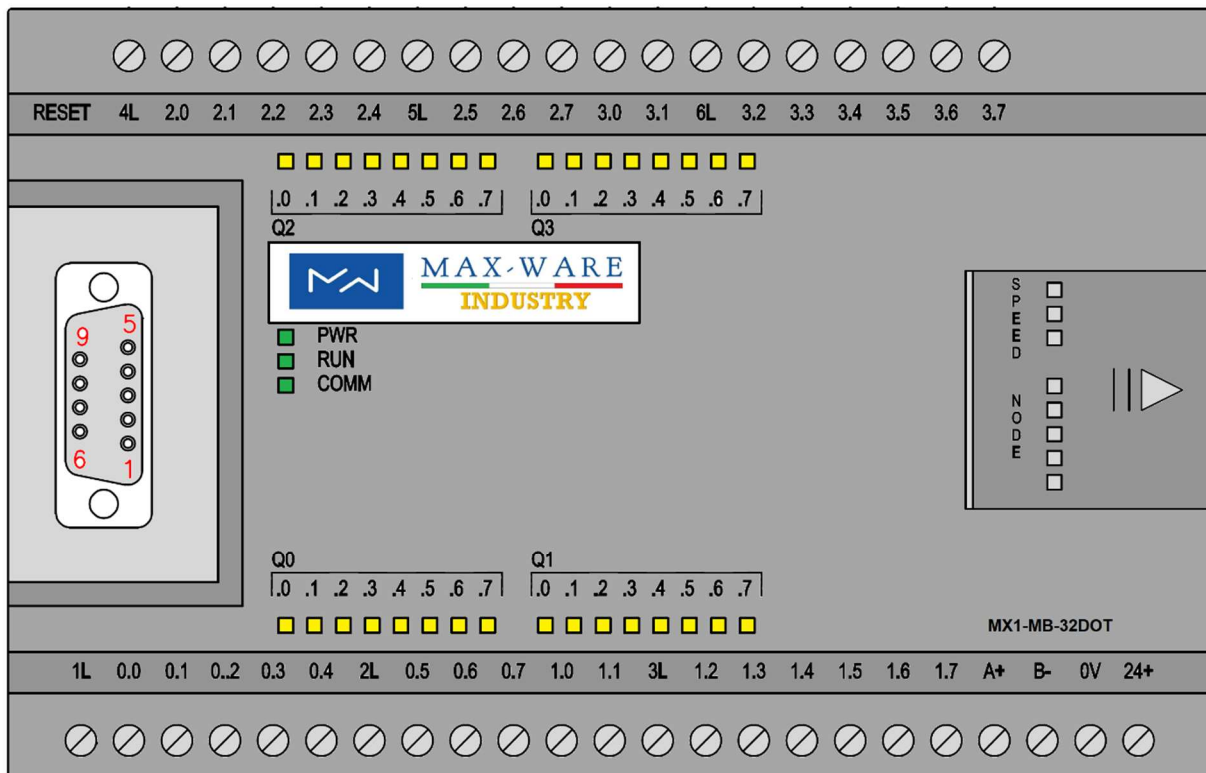 RESET 4L 2.0 2.1 2.2 2.3 2.4 5L 2.5 2.6 2.7 3.0 3.1 6L 3.2 3.3 3.4 3.5 3.6 3.7
.0 .1 .2 .3 .4 .5 .6 .7 .0 .1 .2 .3 .4 .5 .6 .7
Q2 Q3
MAX-WARE
INDUSTRY
9 5
6 1
PWR
RUN
COMM
SPEED
NODE
Q0 Q1
.0 .1 .2 .3 .4 .5 .6 .7 .0 .1 .2 .3 .4 .5 .6 .7
MX1-MB-32DOT
1L 0.0 0.1 0..2 0.3 0.4 2L 0.5 0.6 0.7 1.0 1.1 3L 1.2 1.3 1.4 1.5 1.6 1.7 A+ B- 0V 24+